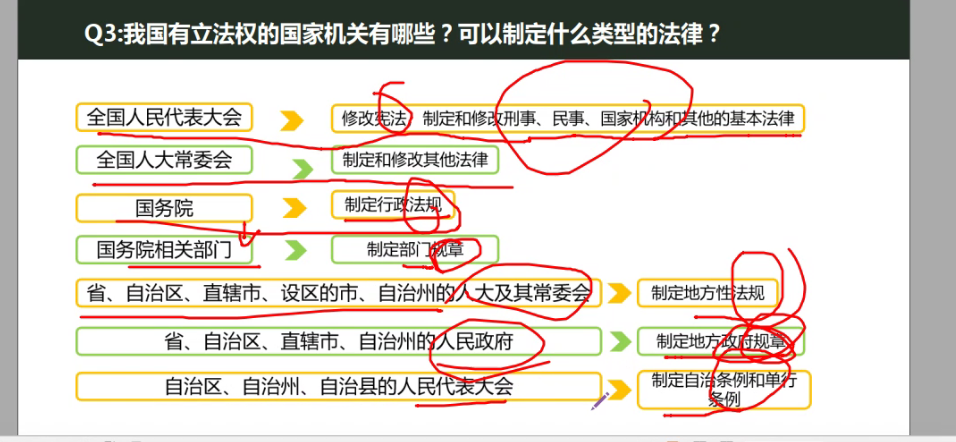 Q3:我国有立法权的国家机关有哪些？可以制定什么类型的法律？
全国人民代表大会
修改宪法，制定和修改刑事、民事、国家机构和其他的基本法律
全国人大常委会
制定和修改其他法律
国务院
制定行政法规
国务院相关部门
制定部门规章
省、自治区、直辖市、设区的市、自治州的人大及其常委会
制定地方性法规
省、自治区、直辖市、自治州的人民政府
制定地方政府规章
自治区、自治州、自治县的人民代表大会
制定自治条例和单行
条例